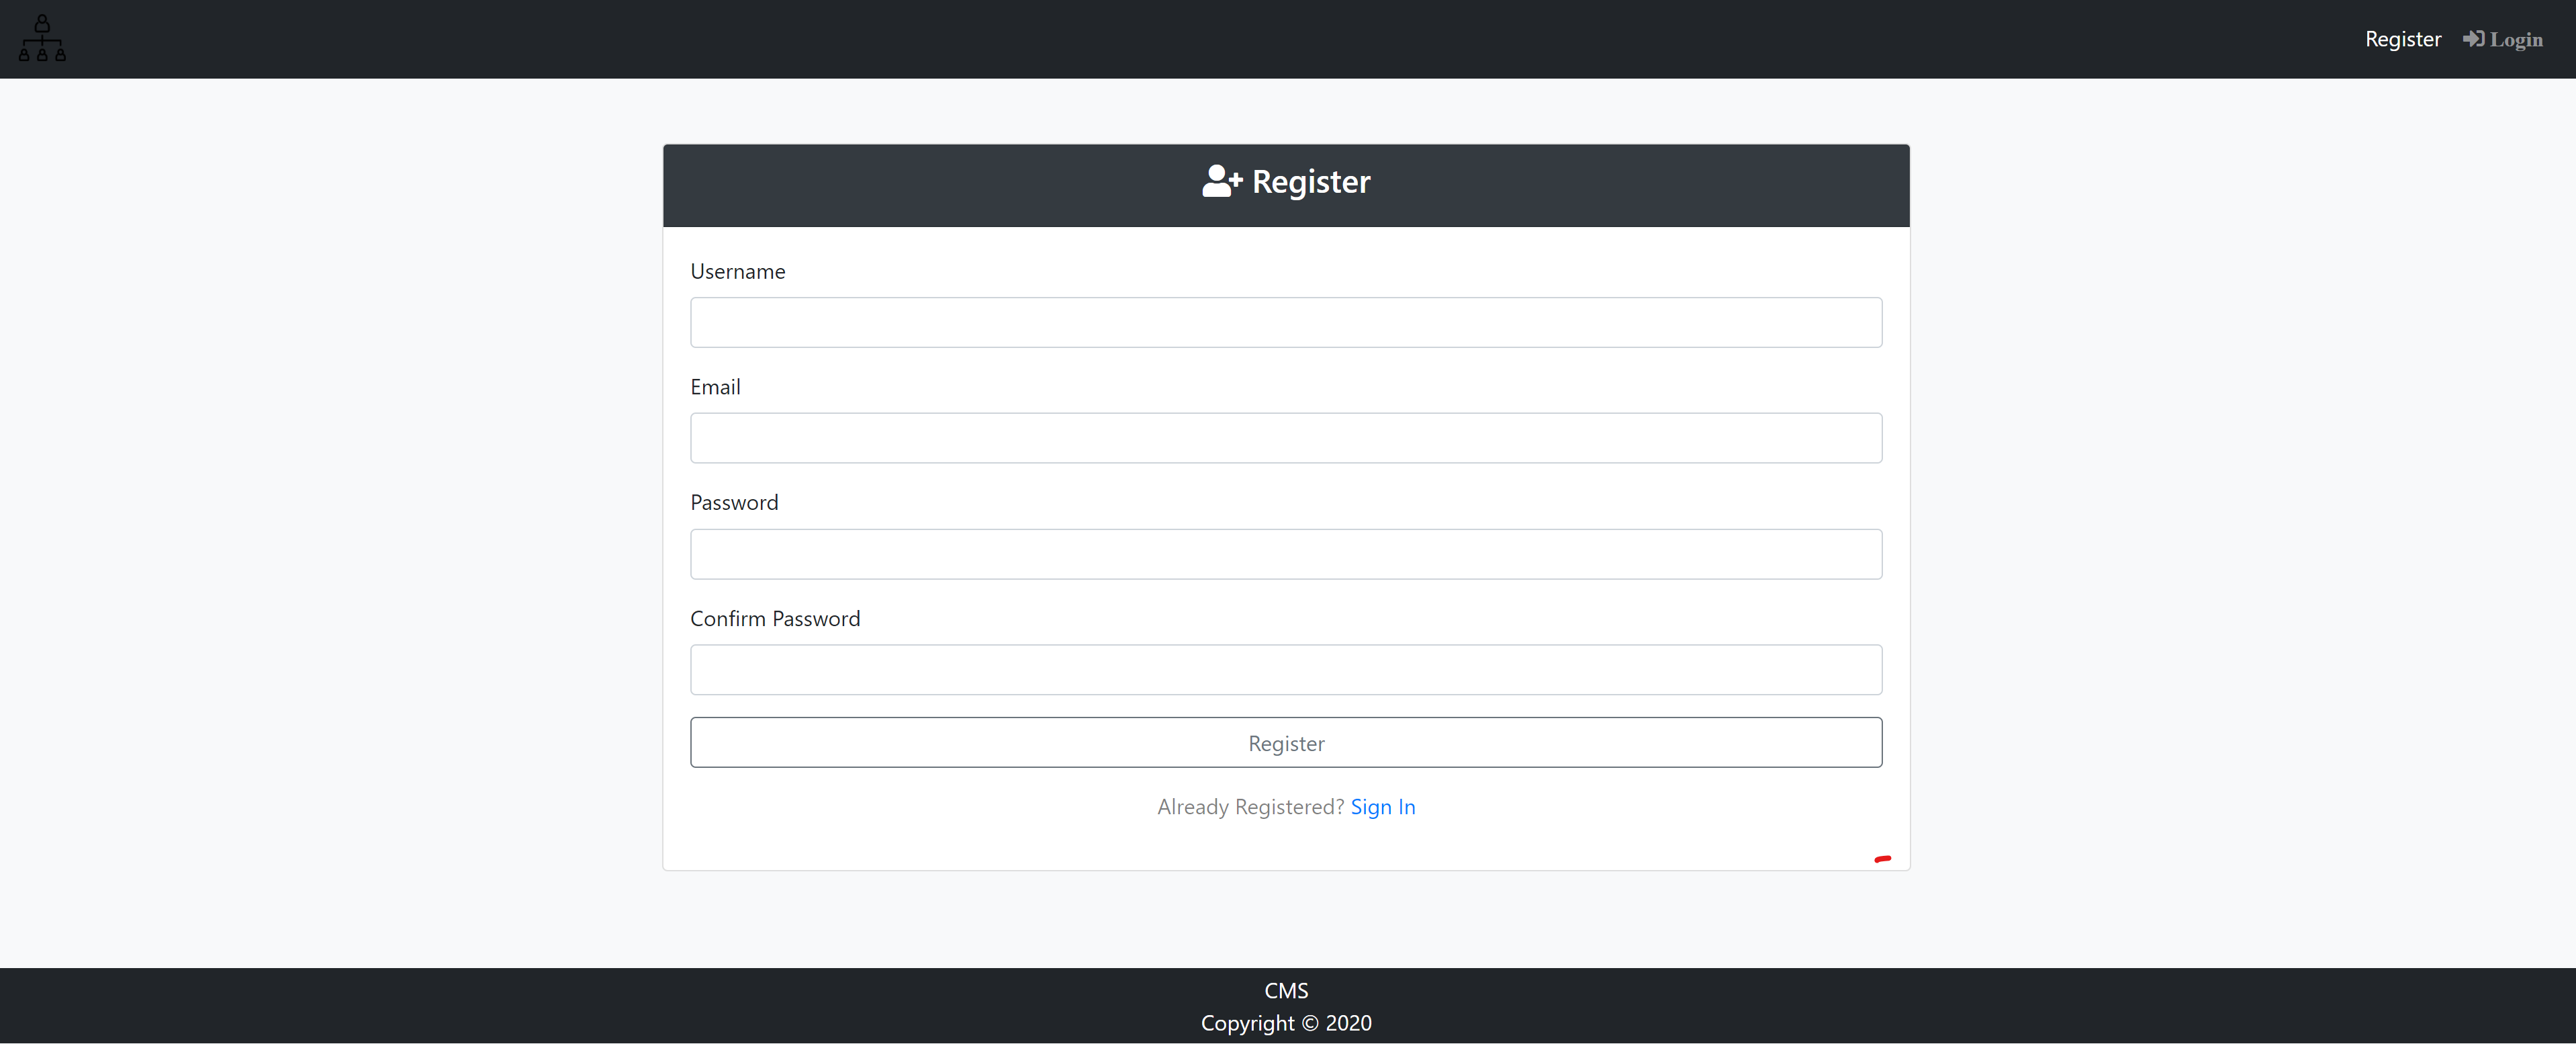 Register Login
Register
Username
Email
Password
Confirm Password
Register
Already Registered? Sign In
CMS
Copyright © 2020